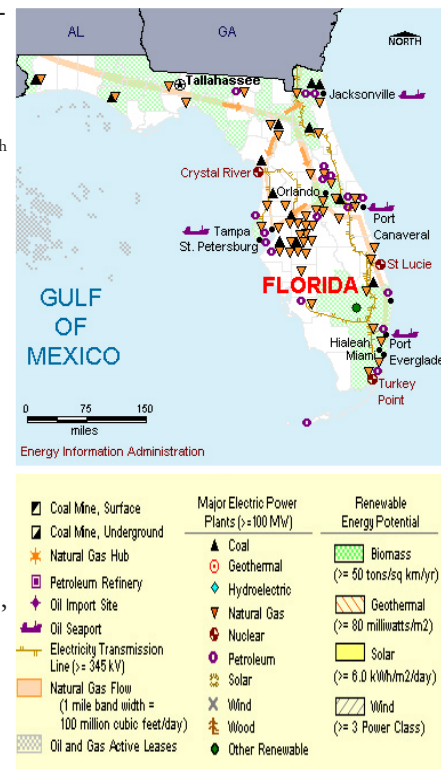 AL
GA
NORTH
Tallahassee
Jacksonville
h
Crystal River
Orlando
Tampa
Port
Canaveral
St. Petersburg
St Lucie
FLORIDA
GULF
OF
MEXICO
Hialeah
Port
Miami
Everglade
Turkey
Point
0 75 150
miles
Energy Information Administration
Coal Mine, Surface
Coal Mine, Underground
Natural Gas Hub
Petroleum Refinery
Oil Import Site
Oil Seaport
Electricity Transmission
Line (>= 345 kV)
Natural Gas Flow
(1 mile band width =
100 million cubic feet/day)
Oil and Gas Active Leases
Major Electric Power
Plants (>=100 MW)
Coal
Geothermal
Hydroelectric
Natural Gas
Nuclear
Petroleum
Solar
Wind
Wood
Other Renewable
Renewable
Energy Potential
Biomass
(>= 50 tons/sq km/yr)
Geothermal
(>= 80 milliwatts/m2)
Solar
(>= 6.0 kWh/m2/day)
Wind
(>= 3 Power Class)
,